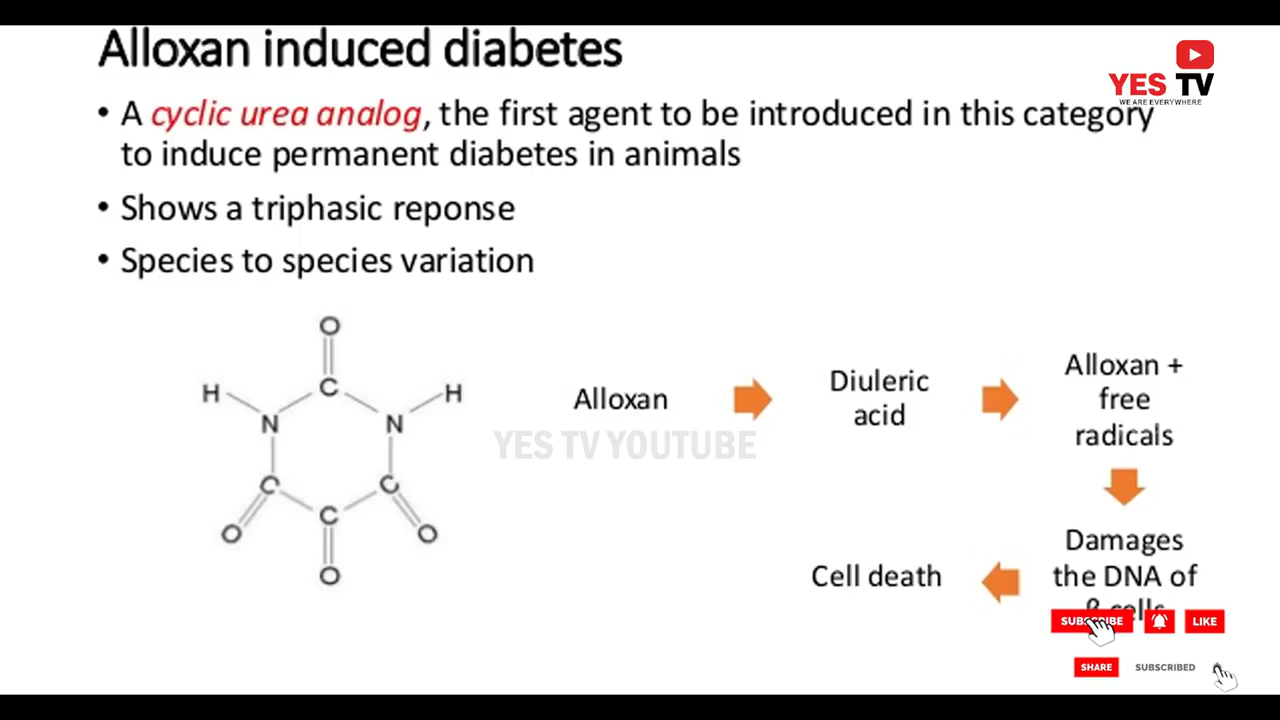 Alloxan induced diabetes
YES TV
WE ARE EVERYWHERE
• A cyclic urea analog, the first agent to be introduced in this category
to induce permanent diabetes in animals
• Shows a triphasic reponse
• Species to species variation
O
C
H
H
N
N
C
C
C
O
O
O
Alloxan
Diuleric
acid
Alloxan +
free
radicals
YES TV YOUTUBE
Damages
the DNA of
β cells
Cell death
SUBSCRIBE
LIKE
SHARE
SUBSCRIBED